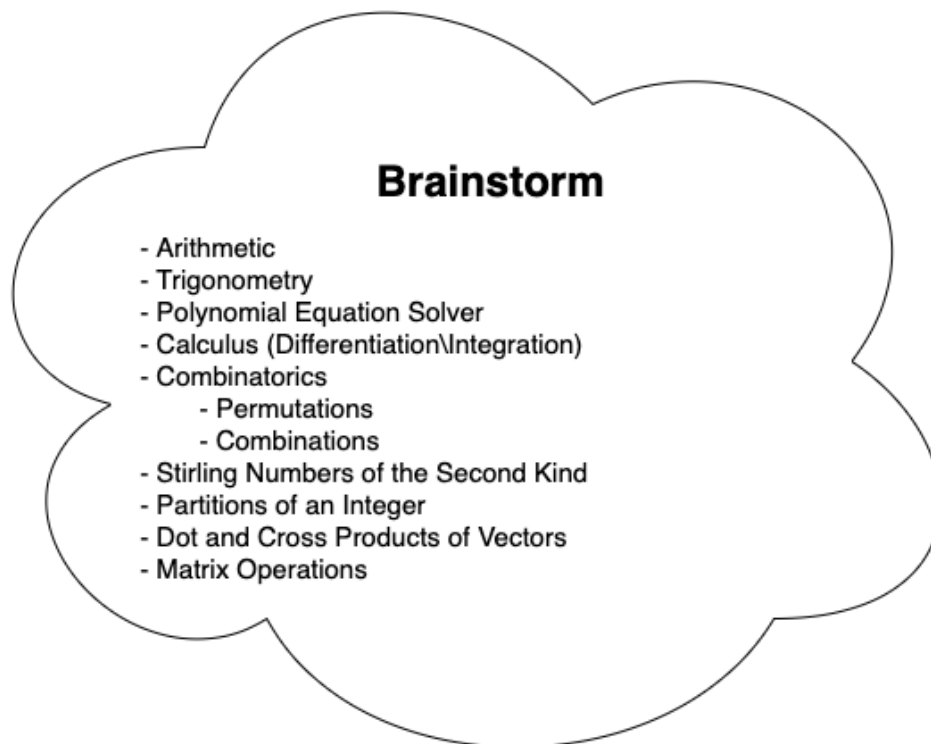 Brainstorm
- Arithmetic
- Trigonometry
- Polynomial Equation Solver
- Calculus (Differentiation\Integration)
- Combinatorics
- Permutations
- Combinations
- Stirling Numbers of the Second Kind
- Partitions of an Integer
- Dot and Cross Products of Vectors
- Matrix Operations